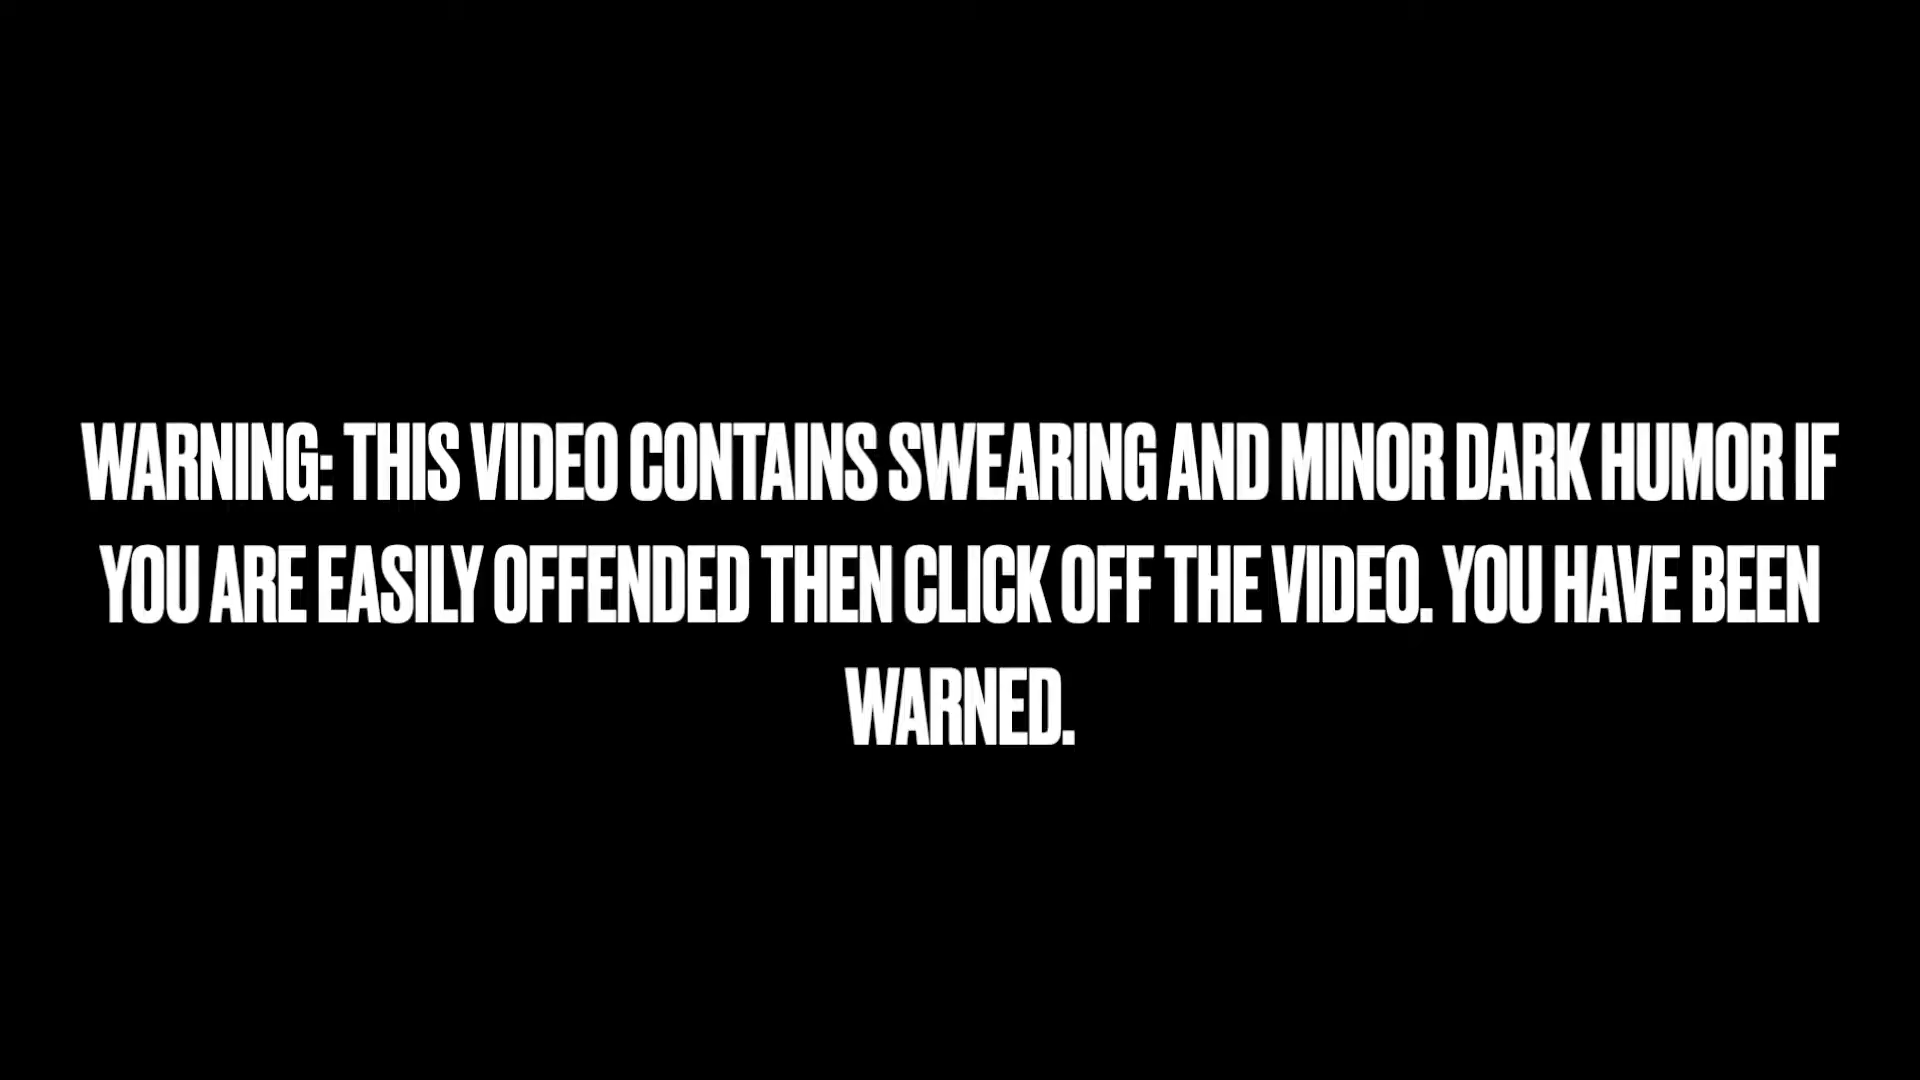 WARNING: THIS VIDEO CONTAINS SWEARING AND MINOR DARK HUMOR IF
YOU ARE EASILY OFFENDED THEN CLICK OFF THE VIDEO. YOU HAVE BEEN
WARNED.